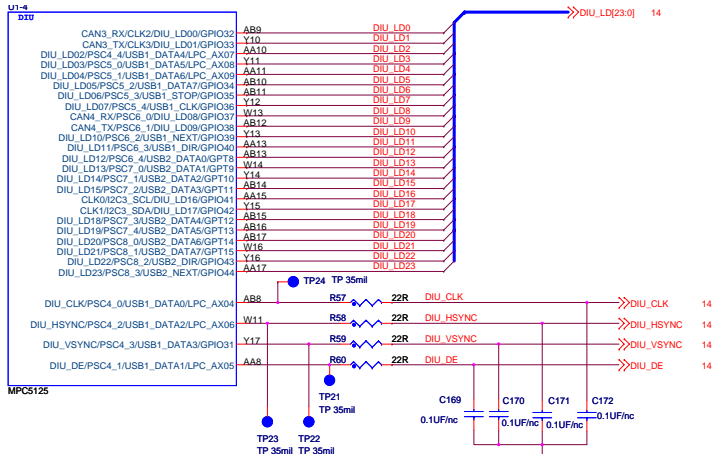 U1-4
DIU
DIU_LD[23:0] 14
CAN3_RX/CLK2/DIU_LD00/GPIO32 AB9 DIU_LD0
CAN3_TX/CLK3/DIU_LD01/GPIO33 Y10 DIU_LD1
DIU_LD02/PSC4_4/USB1_DATA4/LPC_AX07 AA10 DIU_LD2
DIU_LD03/PSC5_0/USB1_DATA5/LPC_AX08 Y11 DIU_LD3
DIU_LD04/PSC5_1/USB1_DATA6/LPC_AX09 AA11 DIU_LD4
DIU_LD05/PSC5_2/USB1_DATA7/GPIO34 AB10 DIU_LD5
DIU_LD06/PSC5_3/USB1_STOP/GPIO35 AB11 DIU_LD6
DIU_LD07/PSC5_4/USB1_CLK/GPIO36 Y12 DIU_LD7
CAN4_RX/PSC6_0/DIU_LD08/GPIO37 W13 DIU_LD8
CAN4_TX/PSC6_1/DIU_LD09/GPIO38 AB12 DIU_LD9
DIU_LD10/PSC6_2/USB1_NEXT/GPIO39 Y13 DIU_LD10
DIU_LD11/PSC6_3/USB1_DIR/GPIO40 AA13 DIU_LD11
DIU_LD12/PSC6_4/USB2_DATA0/GPT8 AB13 DIU_LD12
DIU_LD13/PSC7_0/USB2_DATA1/GPT9 W14 DIU_LD13
DIU_LD14/PSC7_1/USB2_DATA2/GPT10 Y14 DIU_LD14
DIU_LD15/PSC7_2/USB2_DATA3/GPT11 AB14 DIU_LD15
CLK0/I2C3_SCL/DIU_LD16/GPIO41 AA15 DIU_LD16
CLK1/I2C3_SDA/DIU_LD17/GPIO42 Y15 DIU_LD17
DIU_LD18/PSC7_3/USB2_DATA4/GPT12 AB15 DIU_LD18
DIU_LD19/PSC7_4/USB2_DATA5/GPT13 AB16 DIU_LD19
DIU_LD20/PSC8_0/USB2_DATA6/GPT14 AB17 DIU_LD20
DIU_LD21/PSC8_1/USB2_DATA7/GPT15 W16 DIU_LD21
DIU_LD22/PSC8_2/USB2_DIR/GPIO43 Y16 DIU_LD22
DIU_LD23/PSC8_3/USB2_NEXT/GPIO44 AA17 DIU_LD23
TP24 TP 35mil
DIU_CLK/PSC4_0/USB1_DATA0/LPC_AX04 AB8 R57 22R DIU_CLK DIU_CLK 14
DIU_HSYNC/PSC4_2/USB1_DATA2/LPC_AX06 W11 R58 22R DIU_HSYNC DIU_HSYNC 14
DIU_VSYNC/PSC4_3/USB1_DATA3/GPIO31 Y17 R59 22R DIU_VSYNC DIU_VSYNC 14
DIU_DE/PSC4_1/USB1_DATA1/LPC_AX05 AA8 R60 22R DIU_DE DIU_DE 14
MPC5125
TP21
TP 35mil
C169 C170 C171 C172
0.1UF/nc 0.1UF/nc 0.1UF/nc 0.1UF/nc
TP23 TP22
TP 35mil TP 35mil